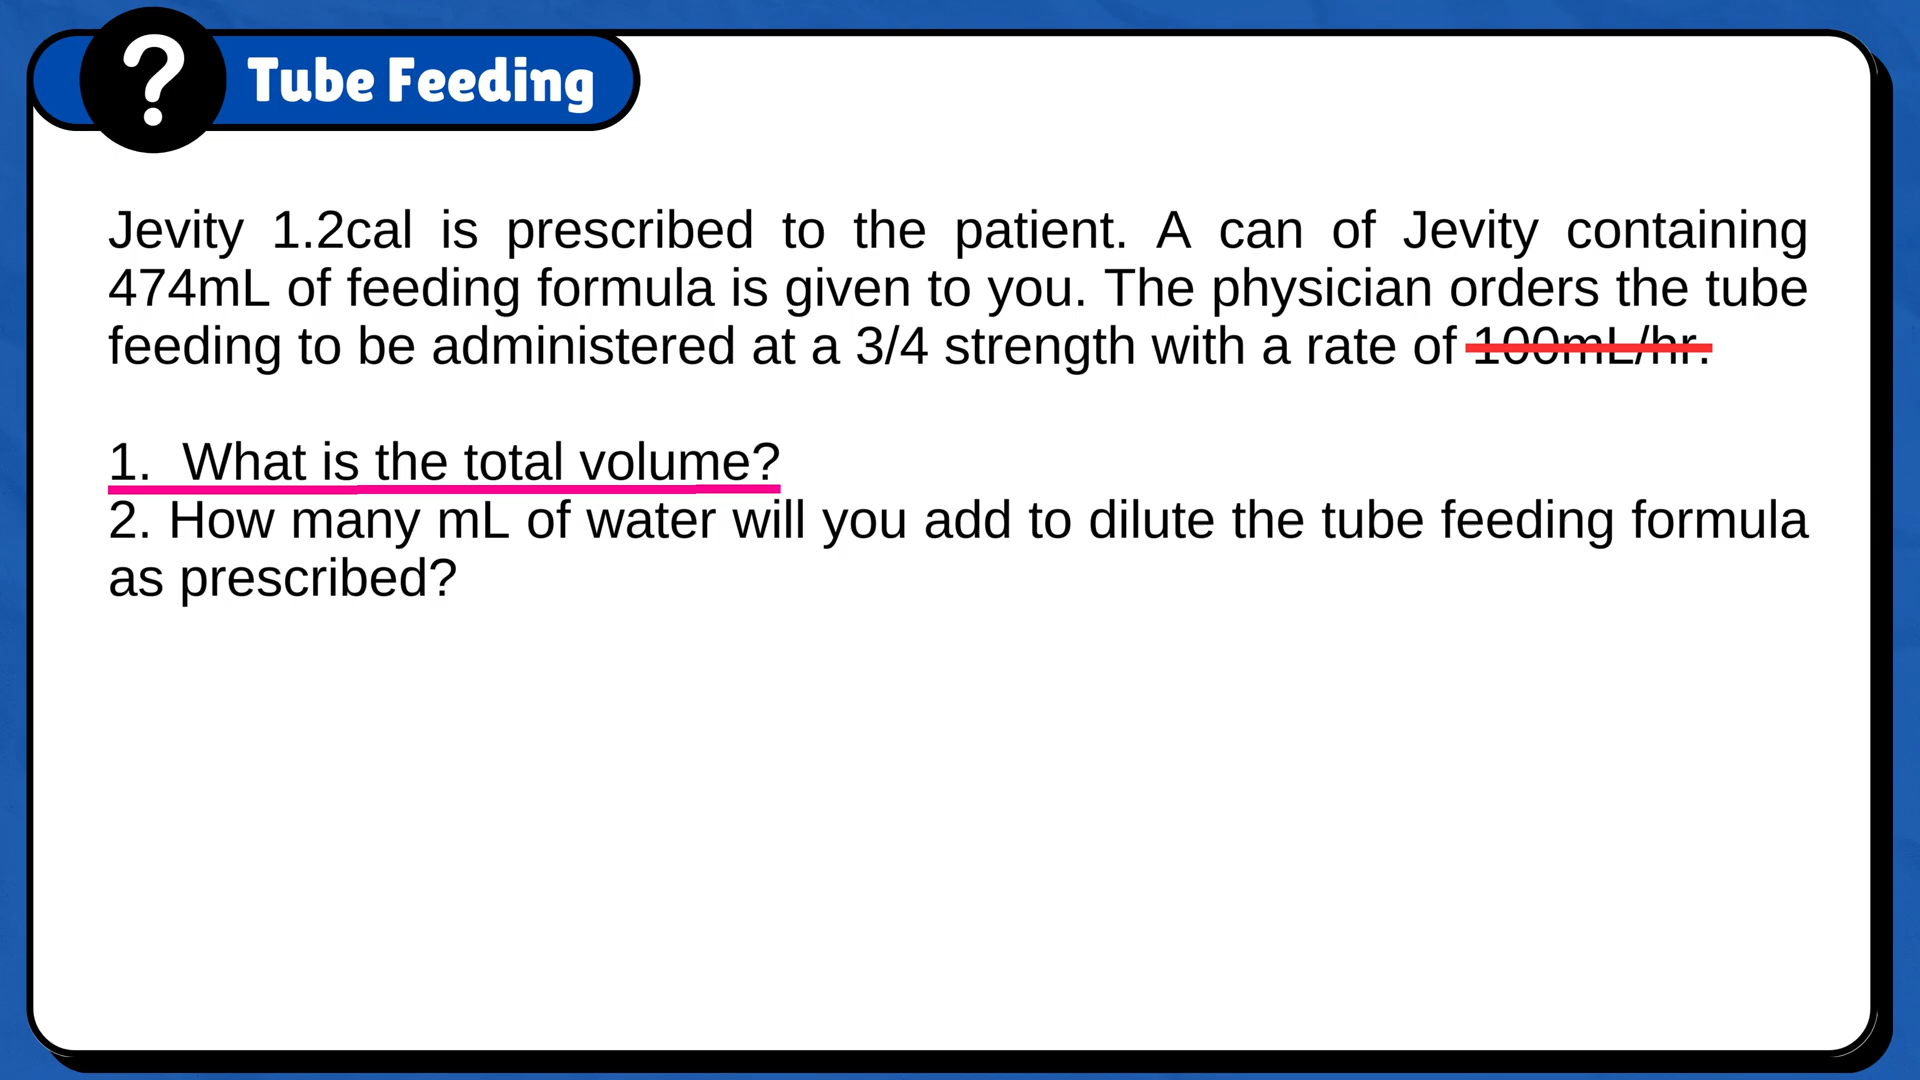 ?
Tube Feeding
Jevity 1.2cal is prescribed to the patient. A can of Jevity containing
474mL of feeding formula is given to you. The physician orders the tube
feeding to be administered at a 3/4 strength with a rate of 100mL/hr.
1. What is the total volume?
2. How many mL of water will you add to dilute the tube feeding formula
as prescribed?